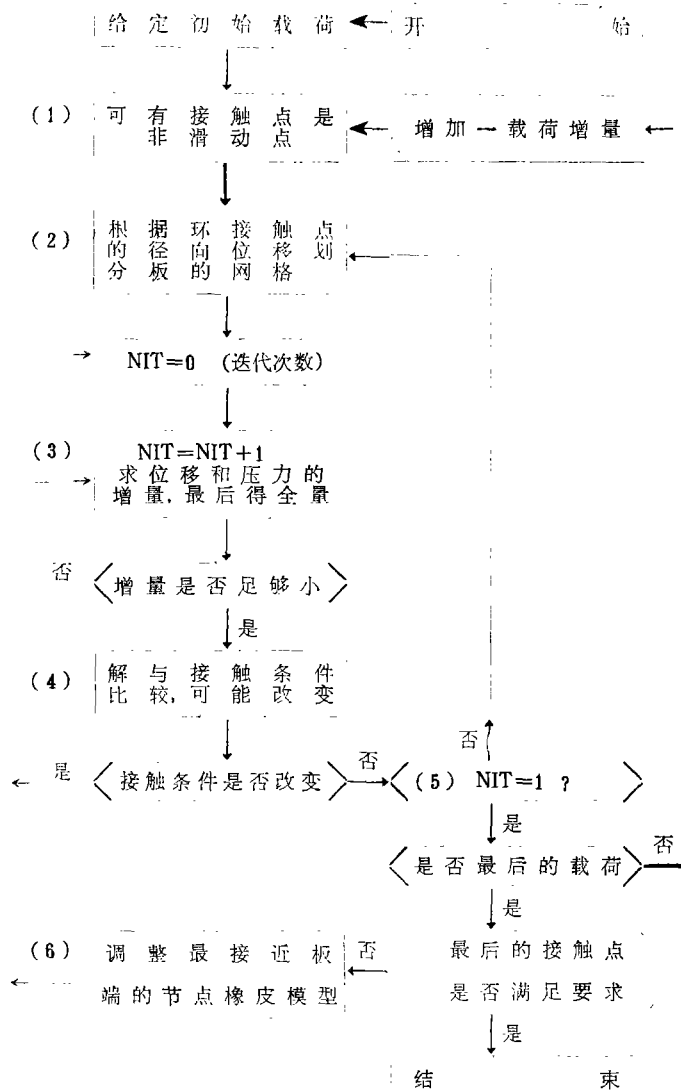 给定初始载荷
开始
(1) 可有接触点是
非滑动点
增加一载荷增量
(2) 根据环接触点
的径向位移划
分板的网格
NIT=0 (迭代次数)
(3) NIT=NIT+1
求位移和压力的
增量,最后得全量
否
增量是否足够小
是
(4) 解与接触条件
比较,可能改变
是
接触条件是否改变
否
否
(5) NIT=1 ?
是
是否最后的载荷
否
是
(6) 调整最接近板
端的节点橡皮模型
否
最后的接触点
是否满足要求
是
结束